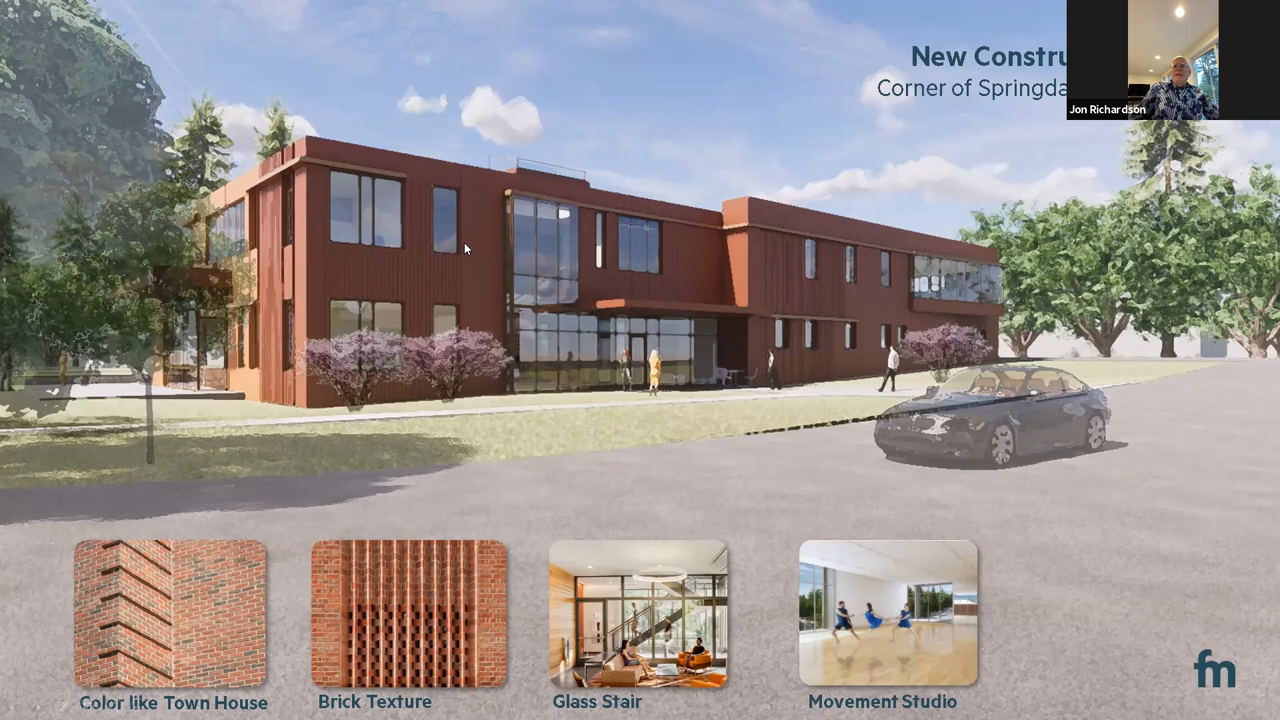 New Constru
Corner of Springda
Jon Richardson
Color like Town House
Brick Texture
Glass Stair
Movement Studio
fm